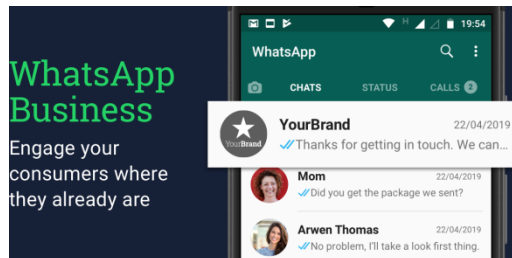 WhatsApp
Business
Engage your
consumers where
they already are
H
19:54
WhatsApp
CHATS STATUS CALLS 2
YourBrand
YourBrand 22/04/2019
Thanks for getting in touch. We can...
Mom 22/04/2019
Did you get the package we sent?
Arwen Thomas 22/04/2019
No problem, I'll take a look first thing.